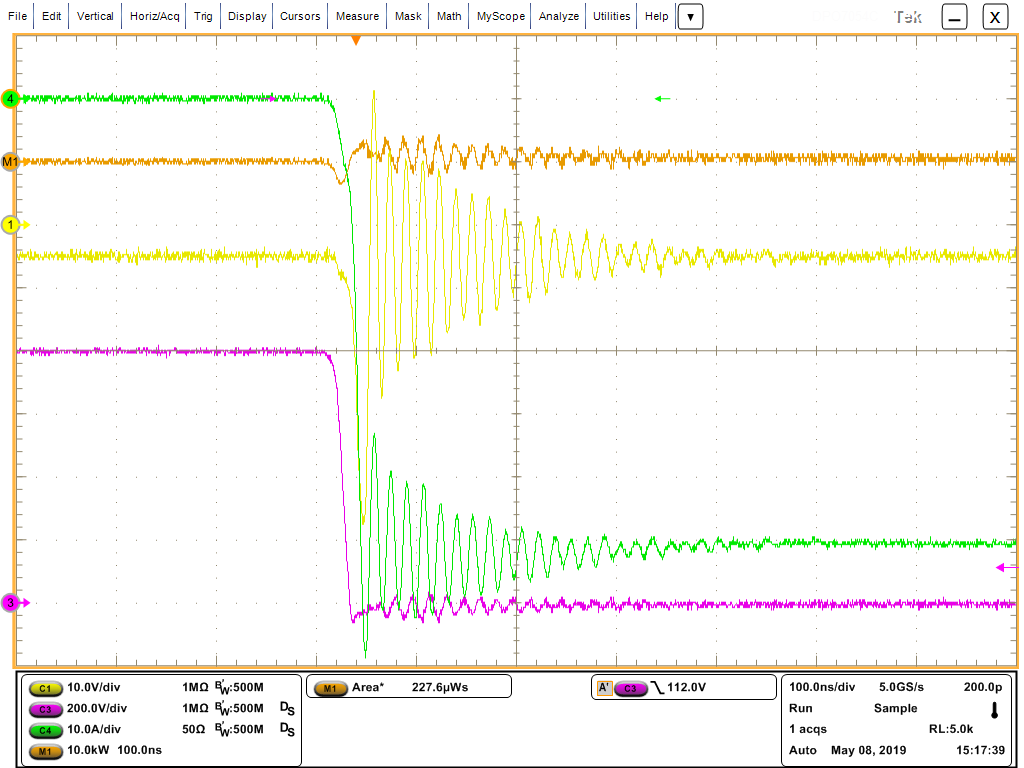 File Edit Vertical Horiz/Acq Trig Display Cursors Measure Mask Math MyScope Analyze Utilities Help ▼ Tek X
4
M1
1
3
C1 10.0V/div 1MΩ BW:500M
C3 200.0V/div 1MΩ BW:500M DS
C4 10.0A/div 50Ω BW:500M DS
M1 10.0kW 100.0ns
M1 Area* 227.6µWs
A' C3 112.0V
100.0ns/div 5.0GS/s 200.0p
Run Sample
1 acqs RL:5.0k
Auto May 08, 2019 15:17:39